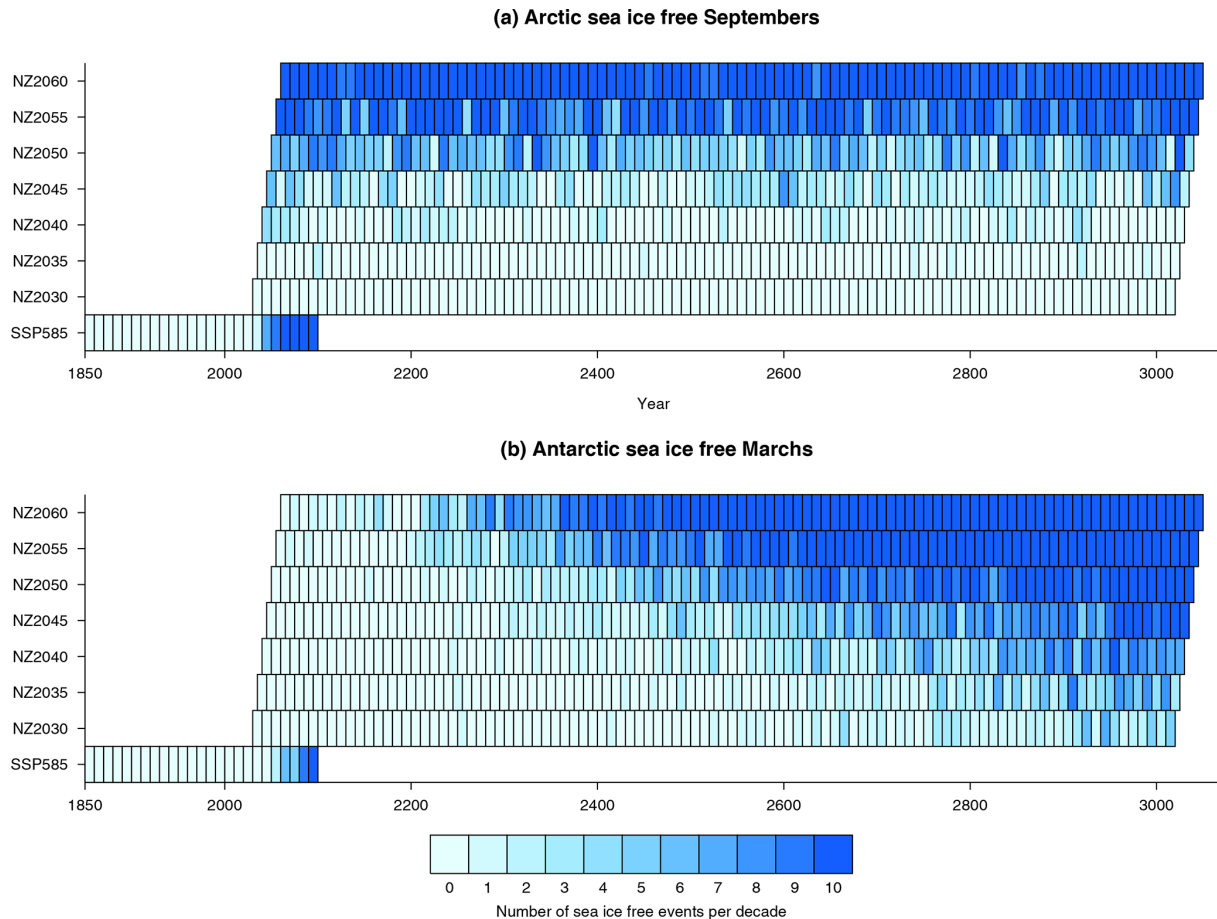 (a) Arctic sea ice free Septembers
NZ2060
NZ2055
NZ2050
NZ2045
NZ2040
NZ2035
NZ2030
SSP585
1850 2000 2200 2400 2600 2800 3000
Year
(b) Antarctic sea ice free Marchs
NZ2060
NZ2055
NZ2050
NZ2045
NZ2040
NZ2035
NZ2030
SSP585
1850 2000 2200 2400 2600 2800 3000
0 1 2 3 4 5 6 7 8 9 10
Number of sea ice free events per decade